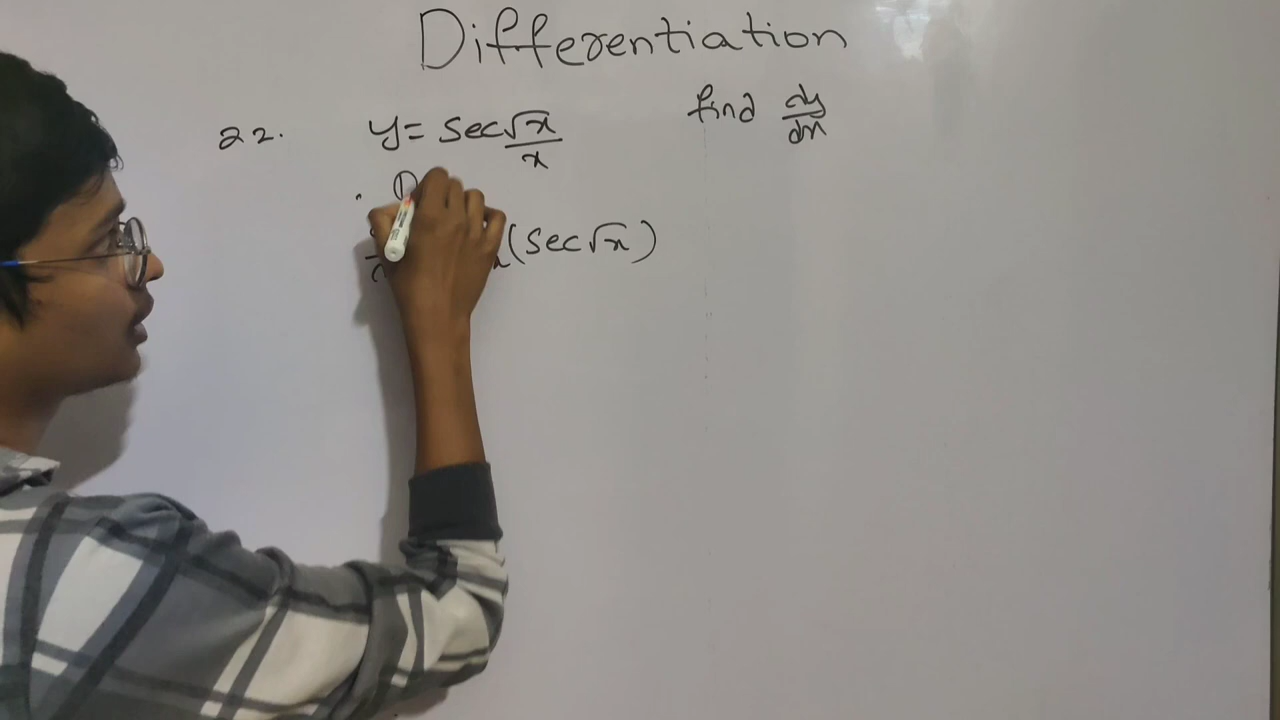 Differentiation
22. y = sec√x/x find dy/dx
D
(sec√x)